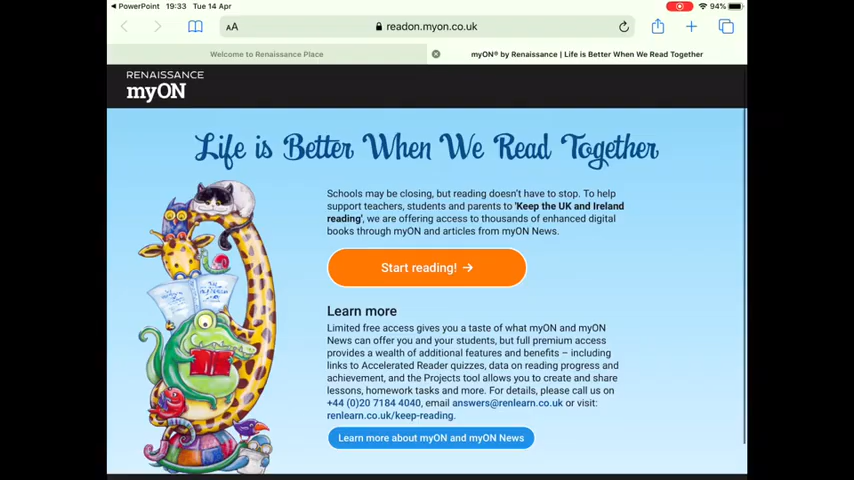 PowerPoint 19:33 Tue 14 Apr 94%
AA readon.myon.co.uk
Welcome to Renaissance Place myON® by Renaissance | Life is Better When We Read Together
RENAISSANCE
myON
Life is Better When We Read Together
Schools may be closing, but reading doesn't have to stop. To help
support teachers, students and parents to 'Keep the UK and Ireland
reading', we are offering access to thousands of enhanced digital
books through myON and articles from myON News.
Start reading! →
Learn more
Limited free access gives you a taste of what myON and myON
News can offer you and your students, but full premium access
provides a wealth of additional features and benefits – including
links to Accelerated Reader quizzes, data on reading progress and
achievement, and the Projects tool allows you to create and share
lessons, homework tasks and more. For details, please call us on
+44 (0)20 7184 4040, email answers@renlearn.co.uk or visit:
renlearn.co.uk/keep-reading.
Learn more about myON and myON News